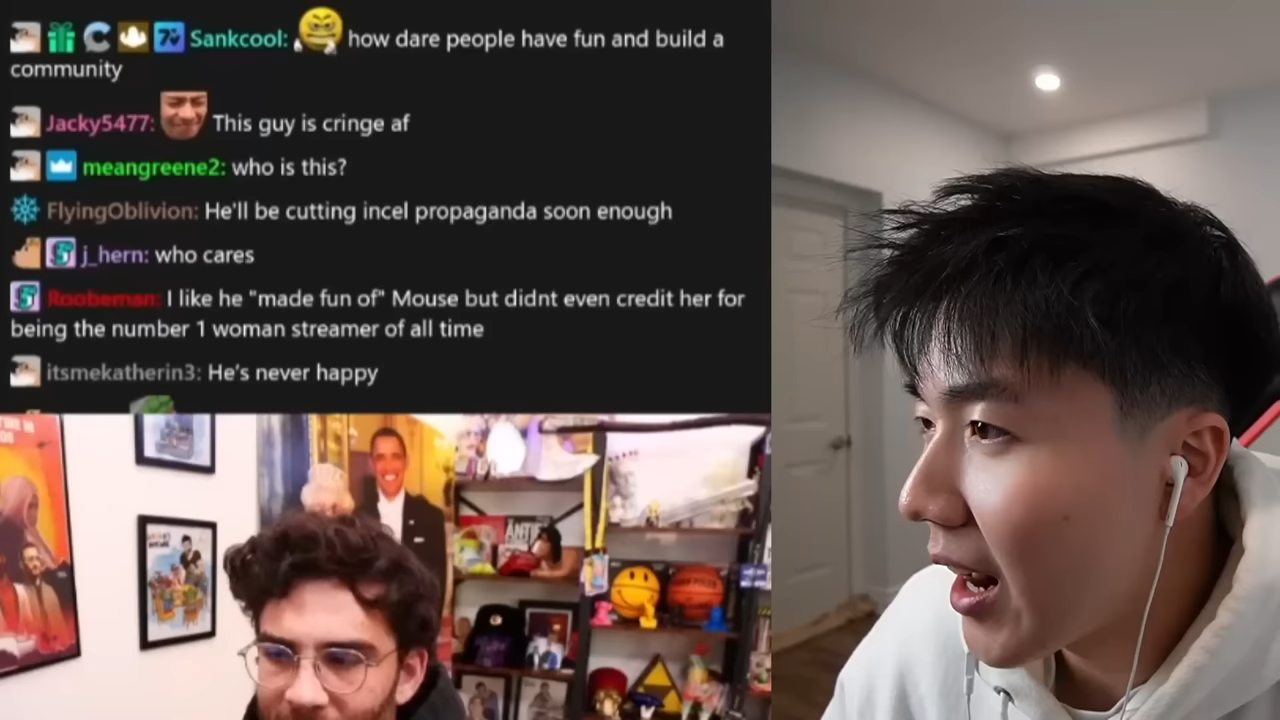 Sankcool: how dare people have fun and build a
community
Jacky5477: This guy is cringe af
meangreene2: who is this?
FlyingOblivion: He'll be cutting incel propaganda soon enough
j_hern: who cares
Roobeman: I like he "made fun of" Mouse but didnt even credit her for
being the number 1 woman streamer of all time
itsmekatherin3: He's never happy